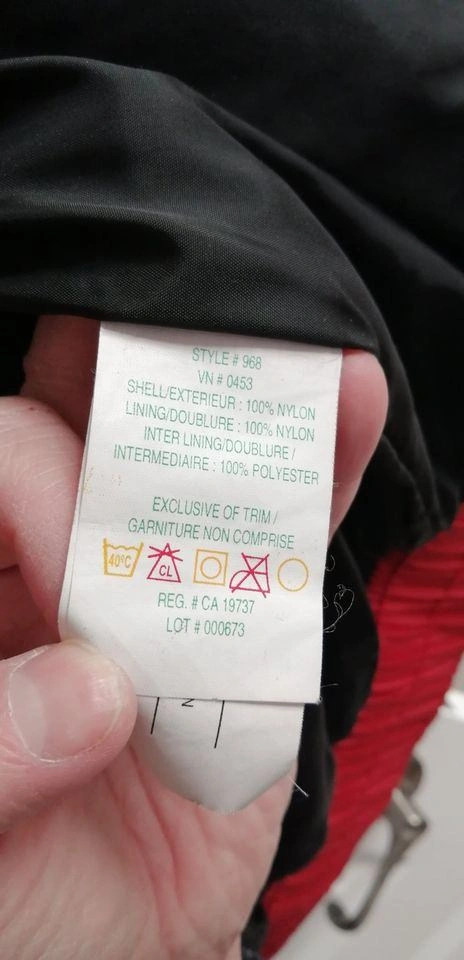 STYLE # 968
VN # 0453
SHELL/EXTERIEUR : 100% NYLON
LINING/DOUBLURE : 100% NYLON
INTER LINING/DOUBLURE /
INTERMEDIAIRE : 100% POLYESTER
EXCLUSIVE OF TRIM /
GARNITURE NON COMPRISE
40°C CL
REG. # CA 19737
LOT # 000673
N